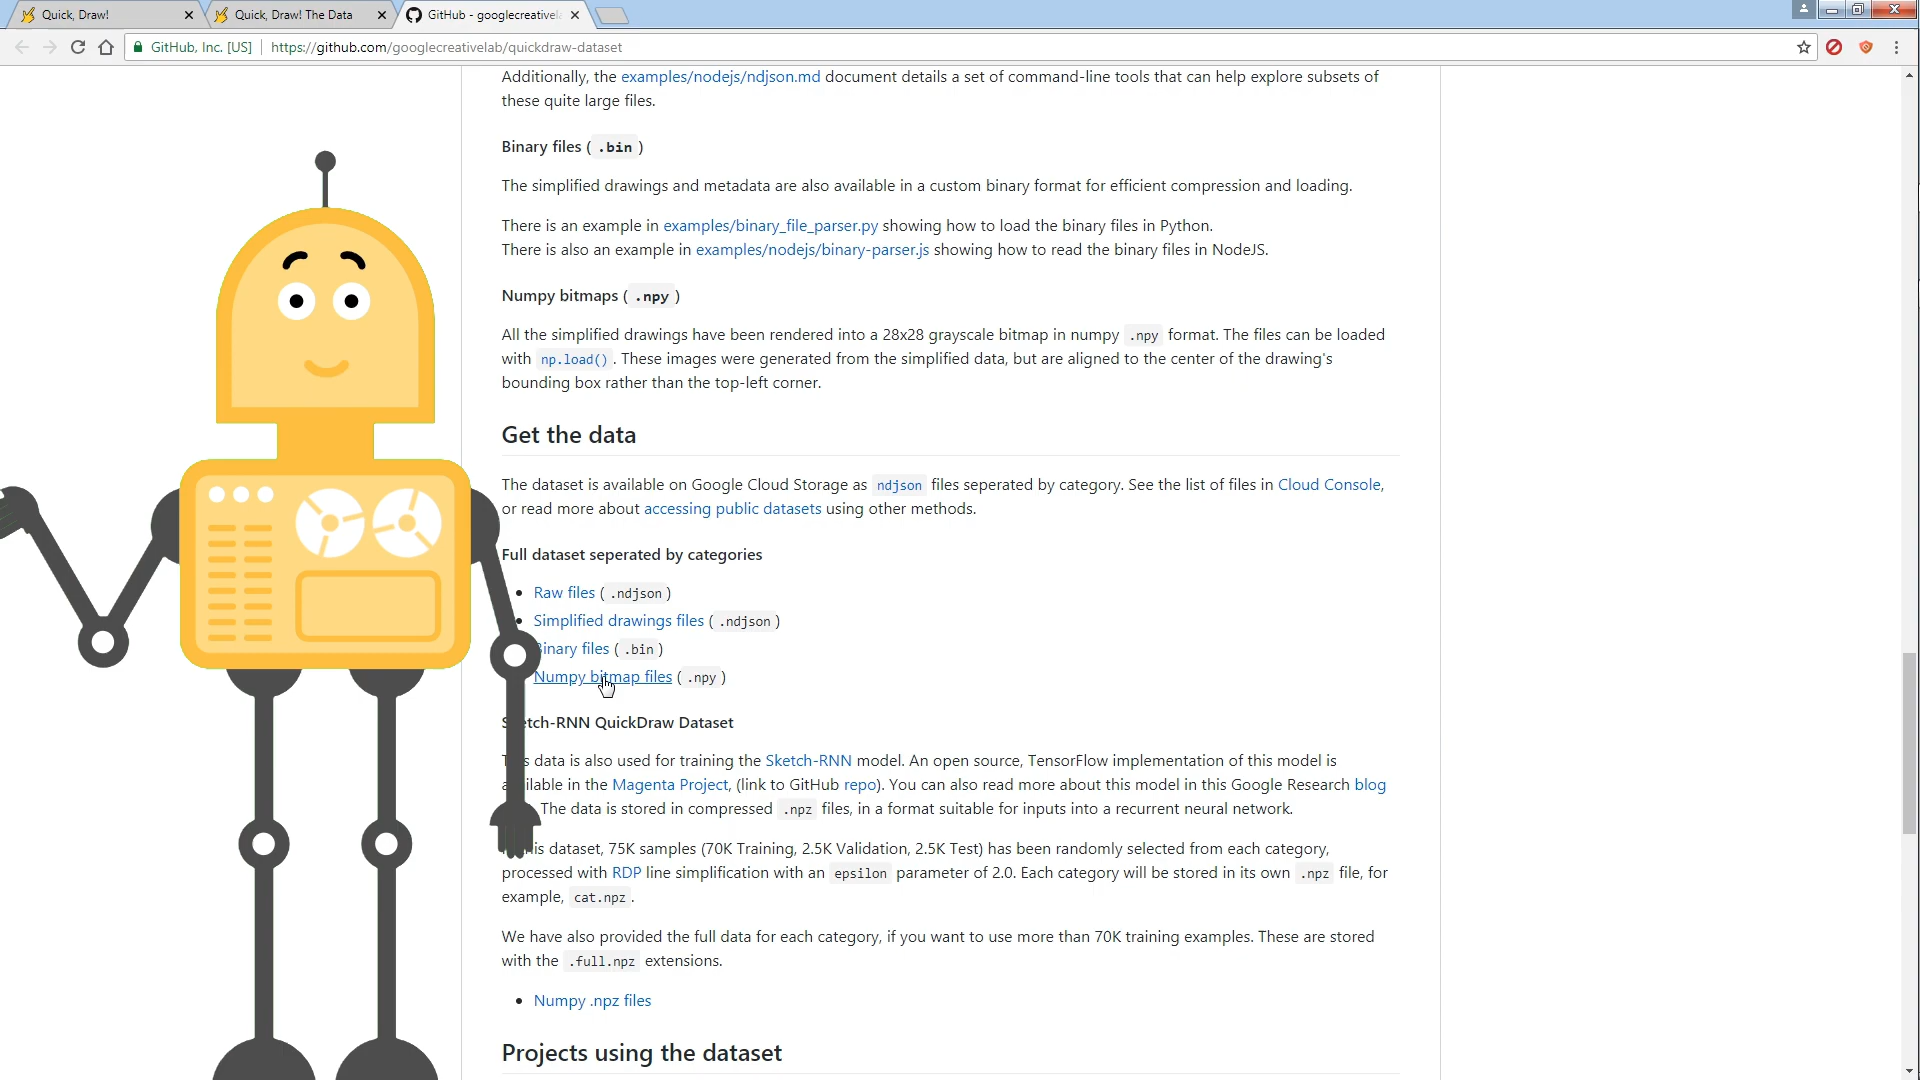 Quick, Draw!
Quick, Draw! The Data
GitHub - googlecreativel
GitHub, Inc. [US]
https://github.com/googlecreativelab/quickdraw-dataset
Additionally, the examples/nodejs/ndjson.md document details a set of command-line tools that can help explore subsets of
these quite large files.
Binary files ( .bin )
The simplified drawings and metadata are also available in a custom binary format for efficient compression and loading.
There is an example in examples/binary_file_parser.py showing how to load the binary files in Python.
There is also an example in examples/nodejs/binary-parser.js showing how to read the binary files in NodeJS.
Numpy bitmaps ( .npy )
All the simplified drawings have been rendered into a 28x28 grayscale bitmap in numpy .npy format. The files can be loaded
with np.load() . These images were generated from the simplified data, but are aligned to the center of the drawing's
bounding box rather than the top-left corner.
Get the data
The dataset is available on Google Cloud Storage as ndjson files seperated by category. See the list of files in Cloud Console,
or read more about accessing public datasets using other methods.
Full dataset seperated by categories
Raw files ( .ndjson )
Simplified drawings files ( .ndjson )
Binary files ( .bin )
Numpy bitmap files ( .npy )
Sketch-RNN QuickDraw Dataset
This data is also used for training the Sketch-RNN model. An open source, TensorFlow implementation of this model is
available in the Magenta Project, (link to GitHub repo). You can also read more about this model in this Google Research blog
The data is stored in compressed .npz files, in a format suitable for inputs into a recurrent neural network.
this dataset, 75K samples (70K Training, 2.5K Validation, 2.5K Test) has been randomly selected from each category,
processed with RDP line simplification with an epsilon parameter of 2.0. Each category will be stored in its own .npz file, for
example, cat.npz .
We have also provided the full data for each category, if you want to use more than 70K training examples. These are stored
with the .full.npz extensions.
Numpy .npz files
Projects using the dataset